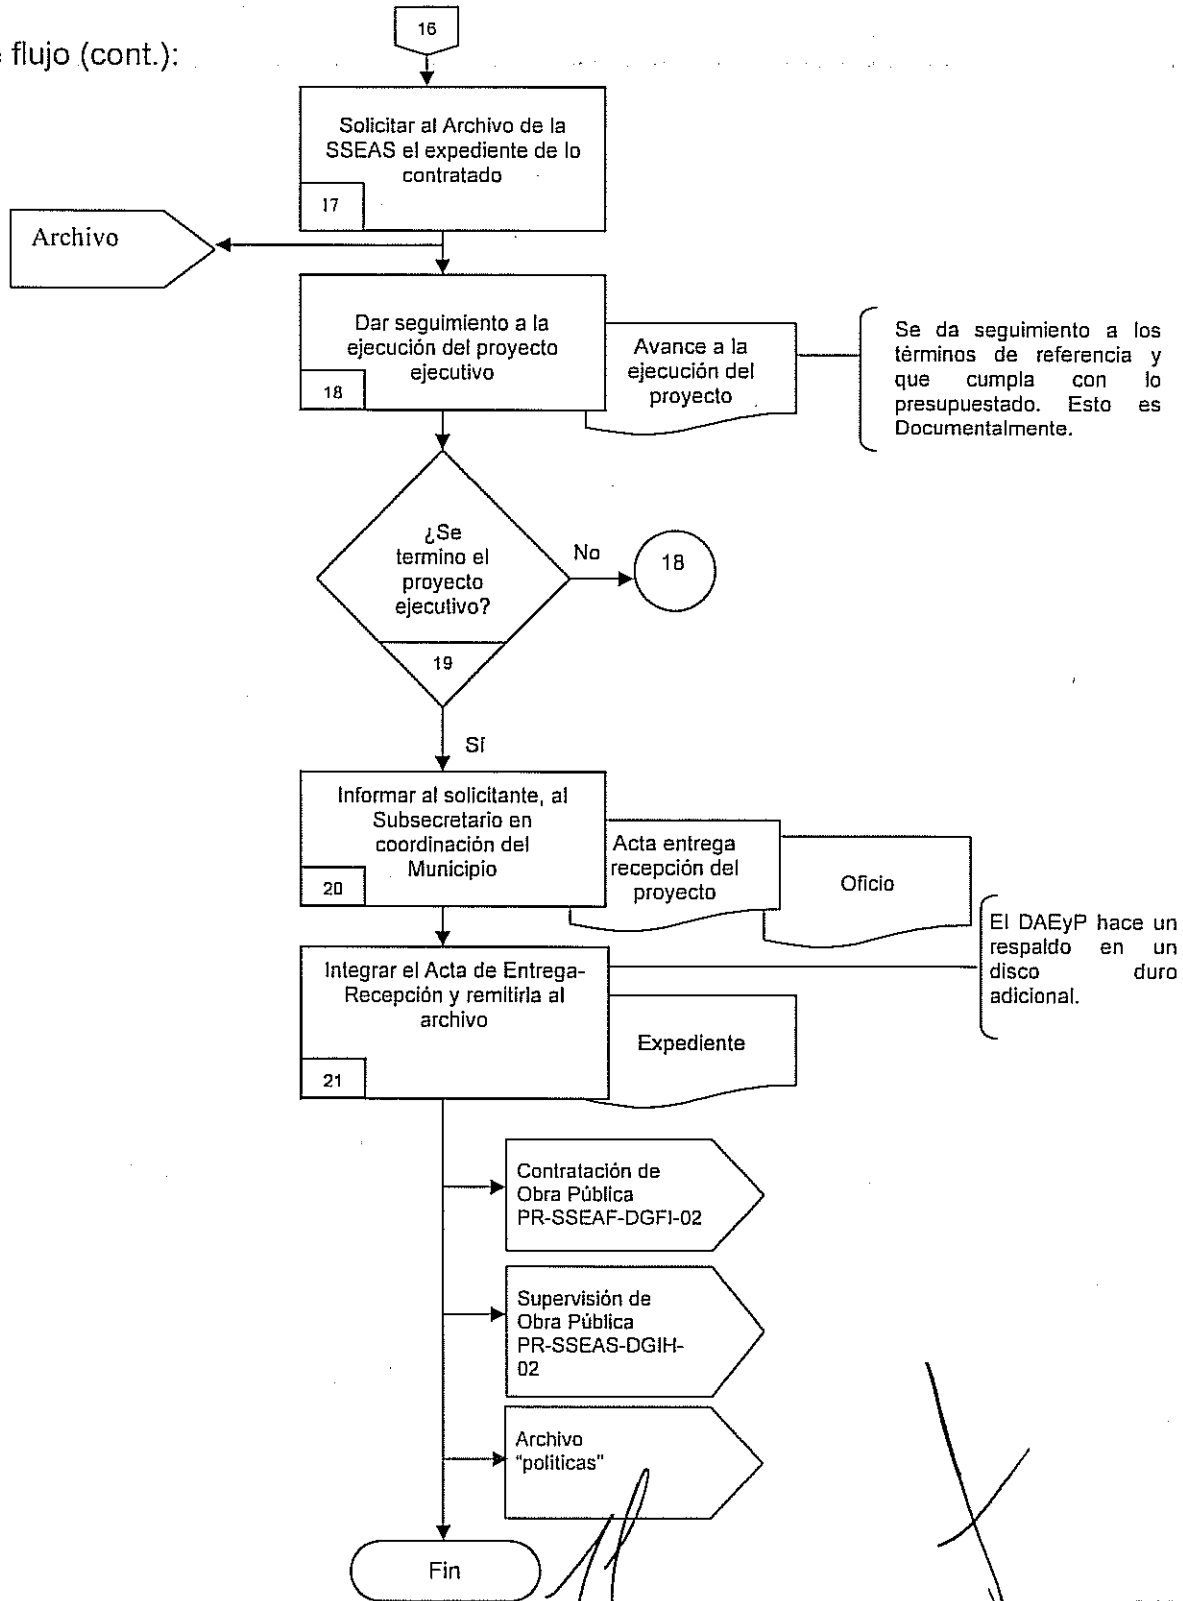 16
flujo (cont.):
Solicitar al Archivo de la
SSEAS el expediente de lo
contratado
17
Archivo
Dar seguimiento a la
ejecución del proyecto
ejecutivo
18
Avance a la
ejecución del
proyecto
Se da seguimiento a los
términos de referencia y
que cumpla con lo
presupuestado. Esto es
Documentalmente.
¿Se
termino el
proyecto
ejecutivo?
19
No
18
Sí
Informar al solicitante, al
Subsecretario en
coordinación del
Municipio
20
Acta entrega
recepción del
proyecto
Oficio
El DAEyP hace un
respaldo en un
disco duro
adicional.
Integrar el Acta de Entrega-
Recepción y remitirla al
archivo
21
Expediente
Contratación de
Obra Pública
PR-SSEAF-DGFI-02
Supervisión de
Obra Pública
PR-SSEAS-DGIH-
02
Archivo
"politicas"
Fin